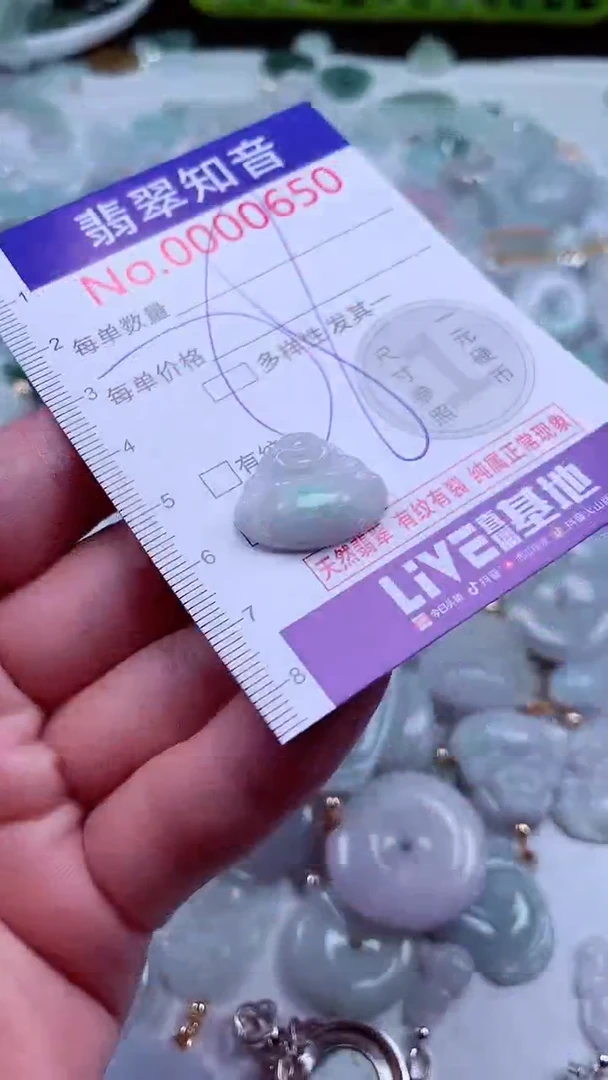 翡翠知音
No.0000650
每单数量
每单价格
多样性 发其一
一元硬币
1
尺寸参照
有纹
天然翡翠 有纹有裂 纯属正常现象
LiVE基地
今日头条 抖音
1
2
3
4
5
6
7
8